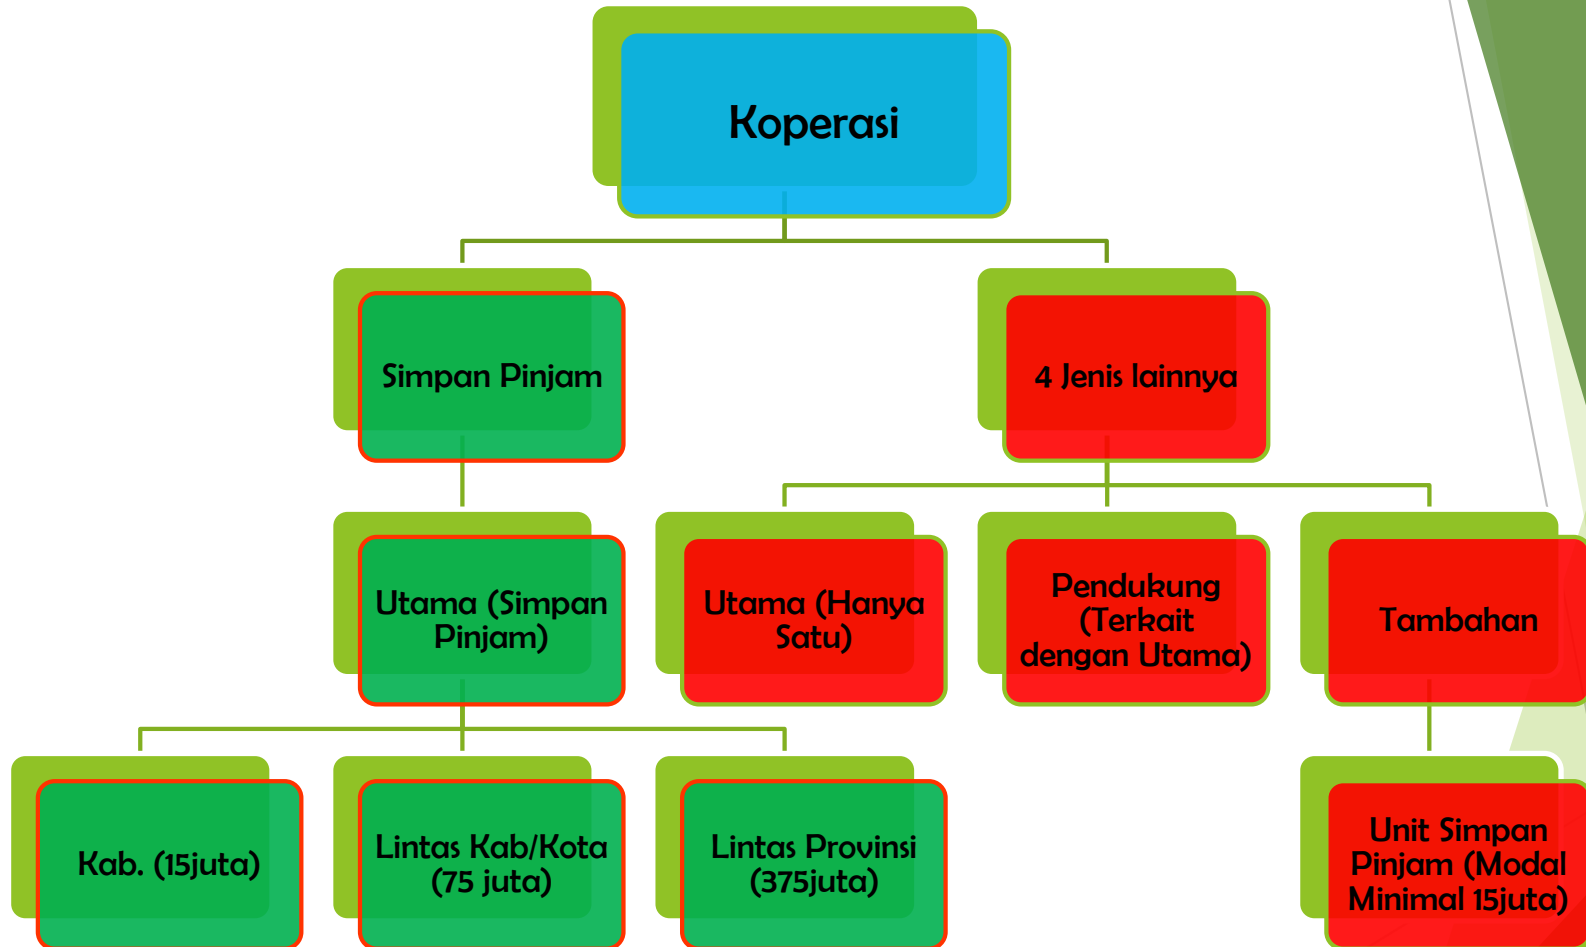 Koperasi
Simpan Pinjam
4 Jenis lainnya
Utama (Simpan
Pinjam)
Utama (Hanya
Satu)
Pendukung
(Terkait
dengan Utama)
Tambahan
Kab. (15juta)
Lintas Kab/Kota
(75 juta)
Lintas Provinsi
(375juta)
Unit Simpan
Pinjam (Modal
Minimal 15juta)